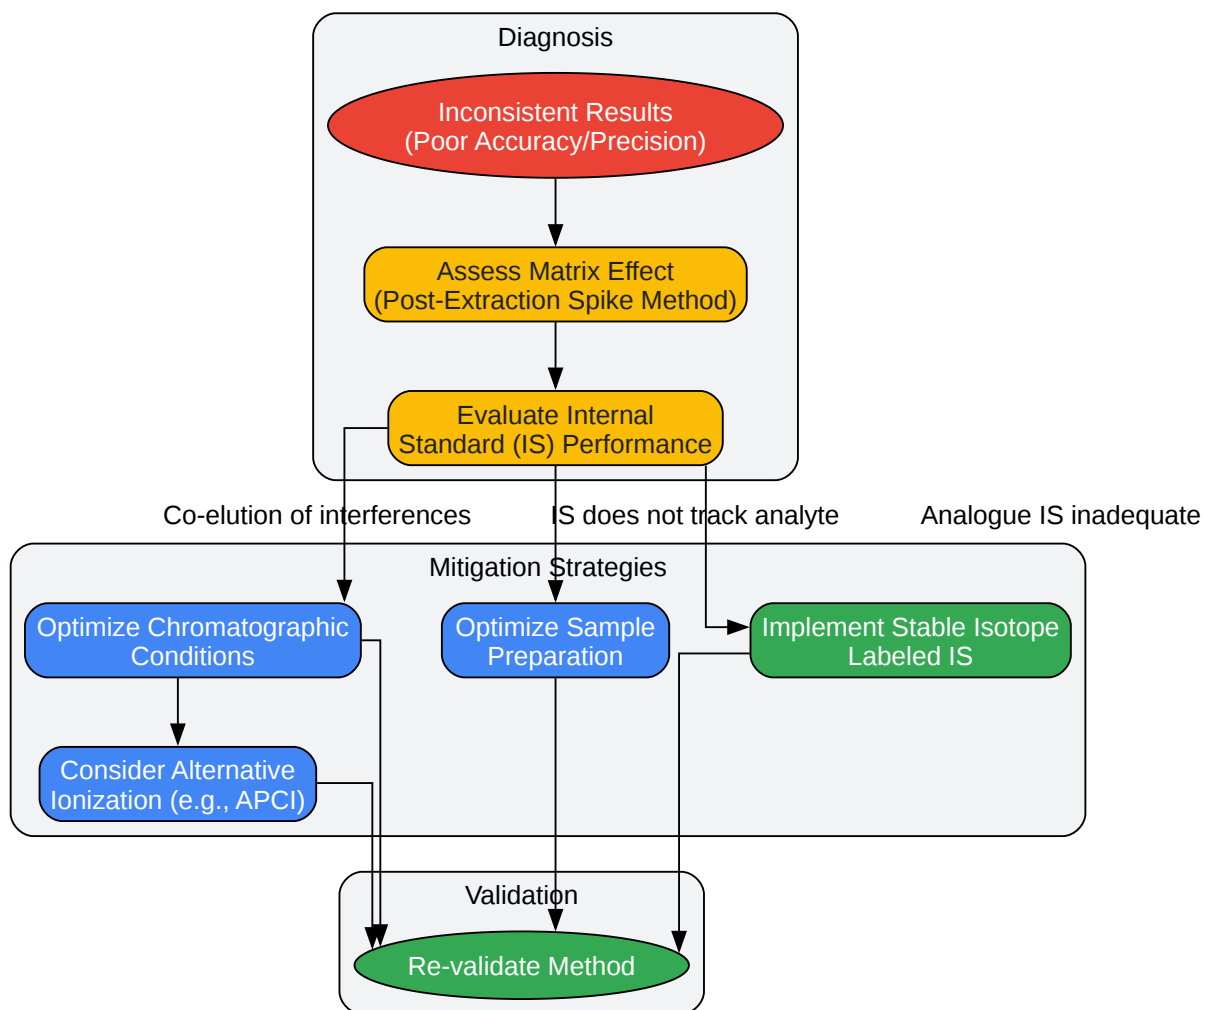 Diagnosis
Inconsistent Results
(Poor Accuracy/Precision)
Assess Matrix Effect
(Post-Extraction Spike Method)
Evaluate Internal
Standard (IS) Performance
Co-elution of interferences
IS does not track analyte
Analogue IS inadequate
Mitigation Strategies
Optimize Chromatographic
Conditions
Optimize Sample
Preparation
Implement Stable Isotope
Labeled IS
Consider Alternative
Ionization (e.g., APCI)
Validation
Re-validate Method